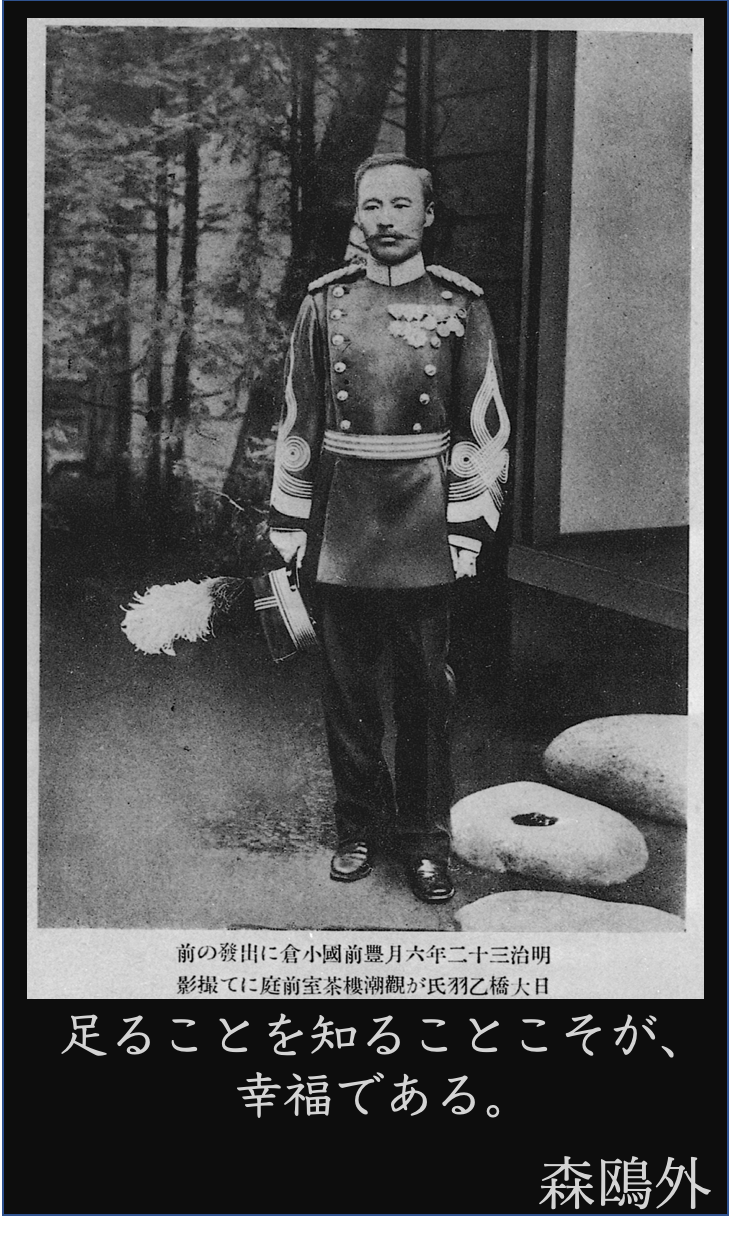 明治三十二年六月豐前國小倉に出發の前
日大橋乙羽氏が觀潮樓茶室前庭にて撮影
足ることを知ることこそが、
幸福である。
森鴎外